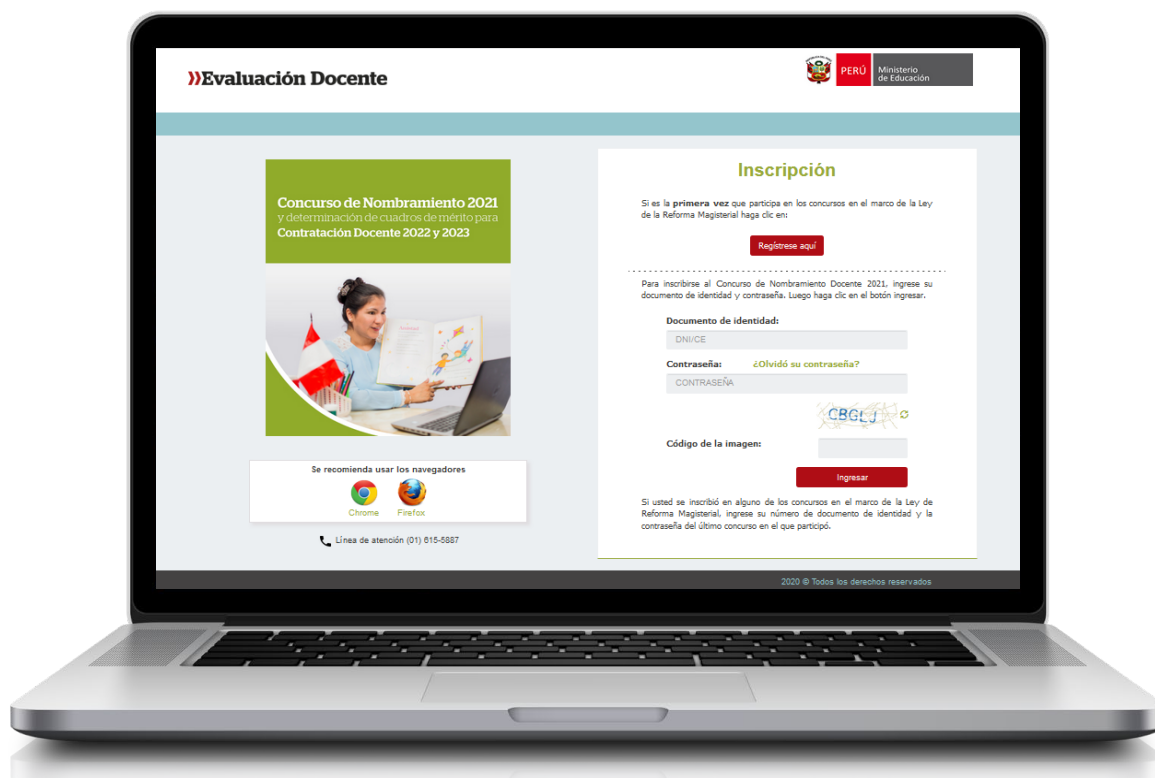 »Evaluación Docente
PERÚ
Ministerio
de Educación
Concurso de Nombramiento 2021
y determinación de cuadros de mérito para
Contratación Docente 2022 y 2023
Se recomienda usar los navegadores
Chrome
Firefox
Línea de atención (01) 615-5887
Inscripción
Si es la primera vez que participa en los concursos en el marco de la Ley
de la Reforma Magisterial haga clic en:
Regístrese aquí
Para inscribirse al Concurso de Nombramiento Docente 2021, ingrese su
documento de identidad y contraseña. Luego haga clic en el botón ingresar.
Documento de identidad:
DNI/CE
Contraseña: ¿Olvidó su contraseña?
CONTRASEÑA
CBGLJ
Código de la imagen:
Ingresar
Si usted se inscribió en alguno de los concursos en el marco de la Ley de
Reforma Magisterial, ingrese su número de documento de identidad y la
contraseña del último concurso en el que participó.
2020 © Todos los derechos reservados